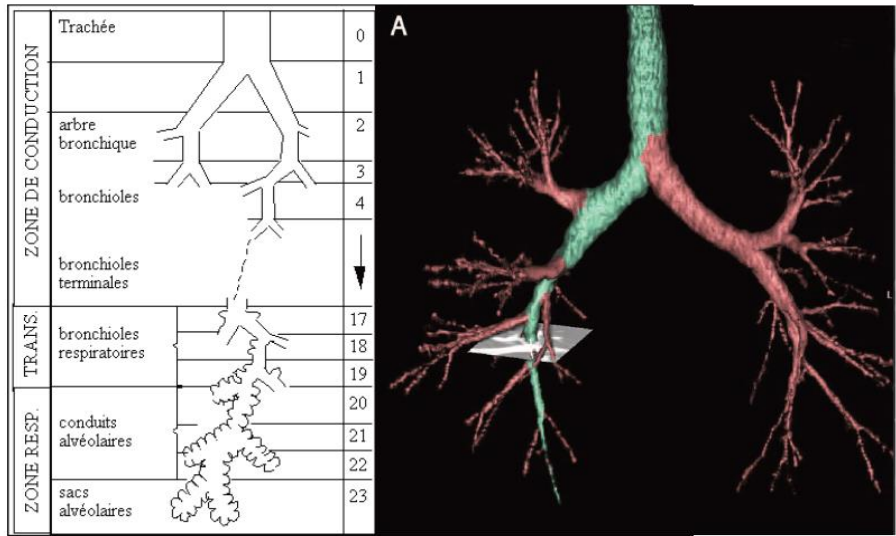 ZONE DE CONDUCTION
Trachée
0
1
arbre
bronchique
2
3
bronchioles
4
bronchioles
terminales
TRANS.
bronchioles
respiratoires
17
18
19
ZONE RESP.
conduits
alvéolaires
20
21
22
sacs
alvéolaires
23
A
L